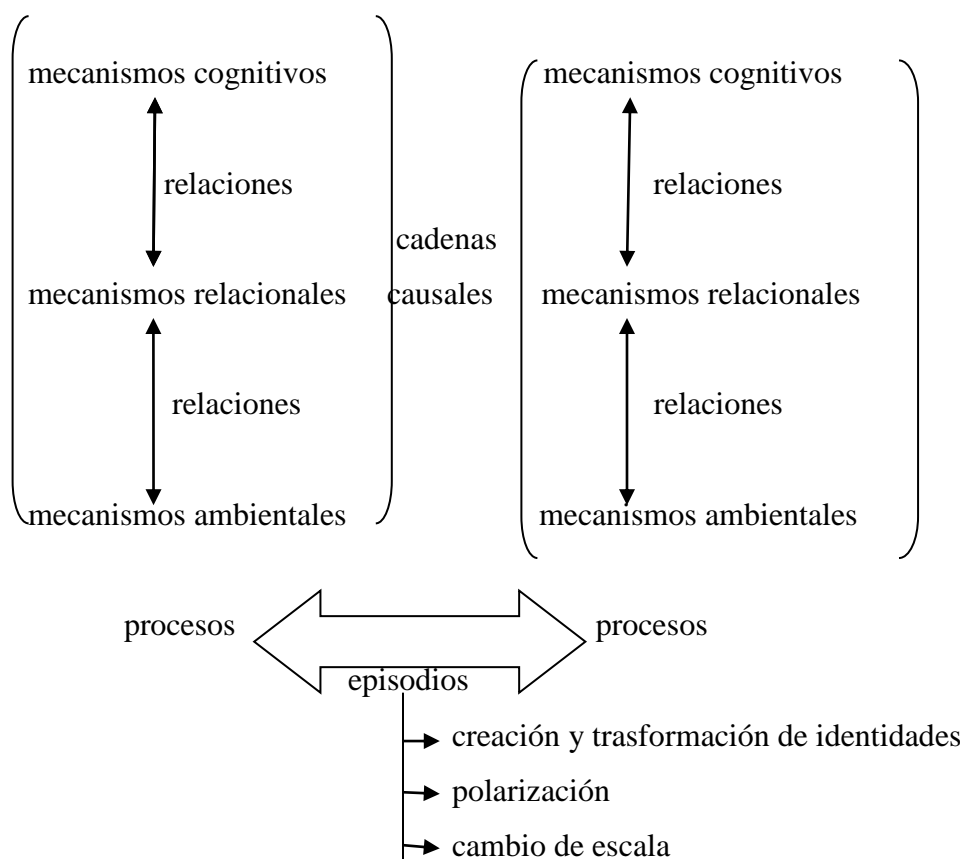 mecanismos cognitivos
relaciones
mecanismos relacionales
relaciones
mecanismos ambientales
cadenas
causales
mecanismos cognitivos
relaciones
mecanismos relacionales
relaciones
mecanismos ambientales
procesos
procesos
episodios
creación y trasformación de identidades
polarización
cambio de escala